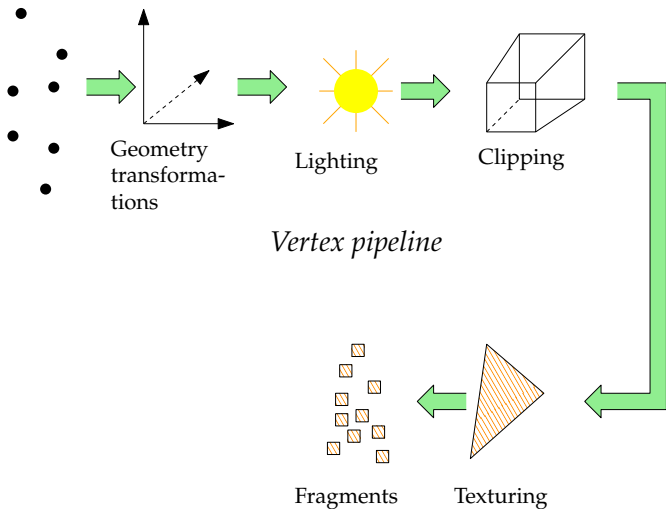 Geometry
transforma-
tions
Lighting
Clipping
Vertex pipeline
Fragments
Texturing